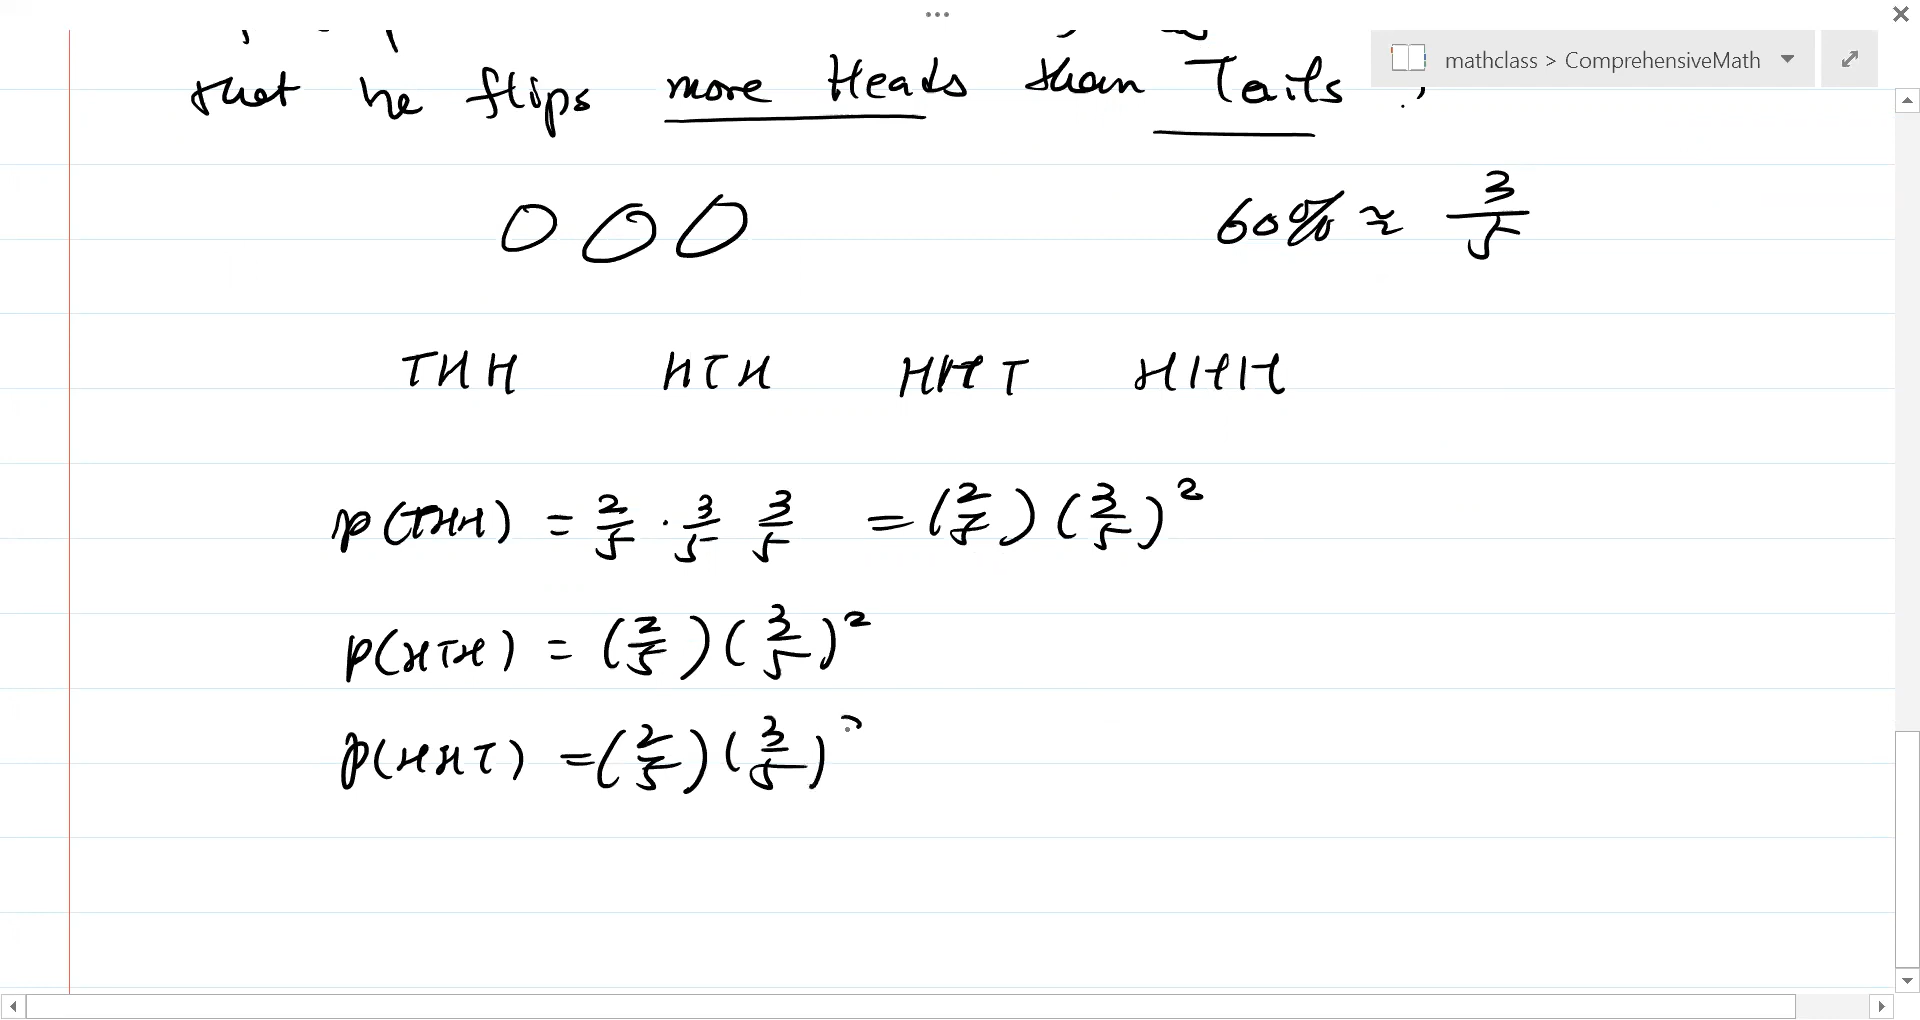 mathclass > ComprehensiveMath
that he flips more Heads than Tails ?
60% ≈ 3/5
THH HTH HHT HHH
p(THH) = 2/5 · 3/5 3/5 = (2/5)(3/5)²
p(HTH) = (2/5)(3/5)²
p(HHT) = (2/5)(3/5)